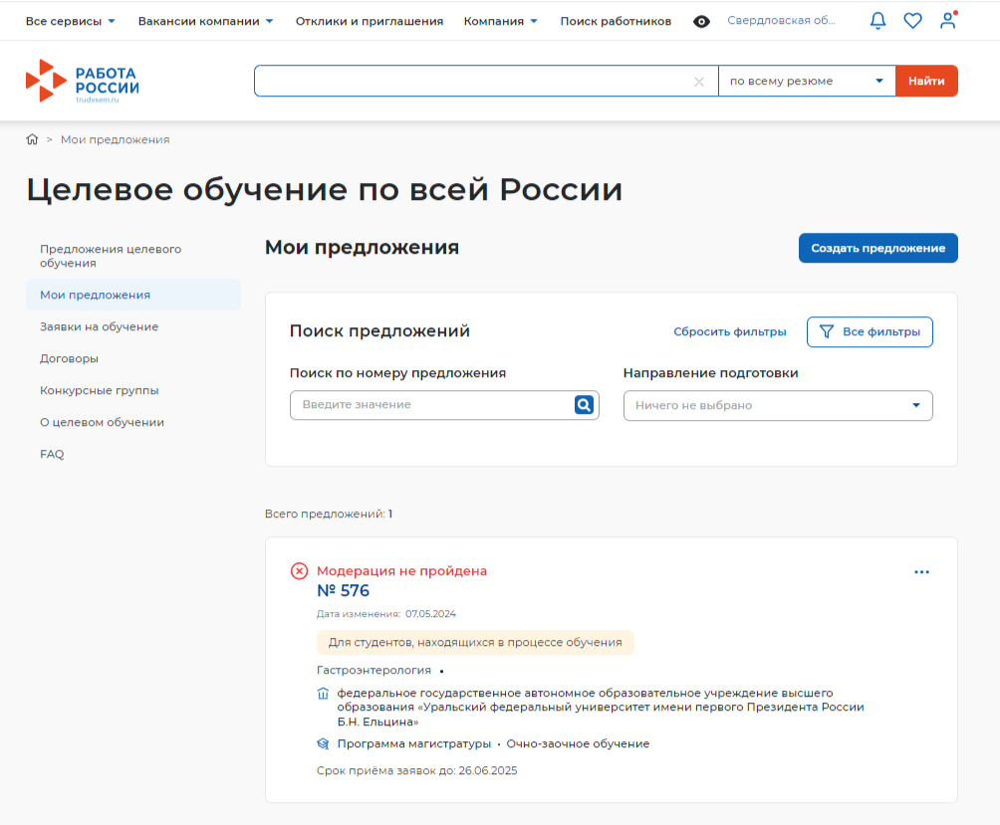 Все сервисы Вакансии компании Отклики и приглашения Компания Поиск работников Свердловская об...
РАБОТА
РОССИИ
trudvsem.ru
по всему резюме Найти
> Мои предложения
Целевое обучение по всей России
Предложения целевого
обучения
Мои предложения
Заявки на обучение
Договоры
Конкурсные группы
О целевом обучении
FAQ
Мои предложения Создать предложение
Поиск предложений Сбросить фильтры Все фильтры
Поиск по номеру предложения Направление подготовки
Введите значение Ничего не выбрано
Всего предложений: 1
Модерация не пройдена
№ 576
Дата изменения: 07.05.2024
Для студентов, находящихся в процессе обучения
Гастроэнтерология •
федеральное государственное автономное образовательное учреждение высшего
образования «Уральский федеральный университет имени первого Президента России
Б.Н. Ельцина»
Программа магистратуры • Очно-заочное обучение
Срок приёма заявок до: 26.06.2025